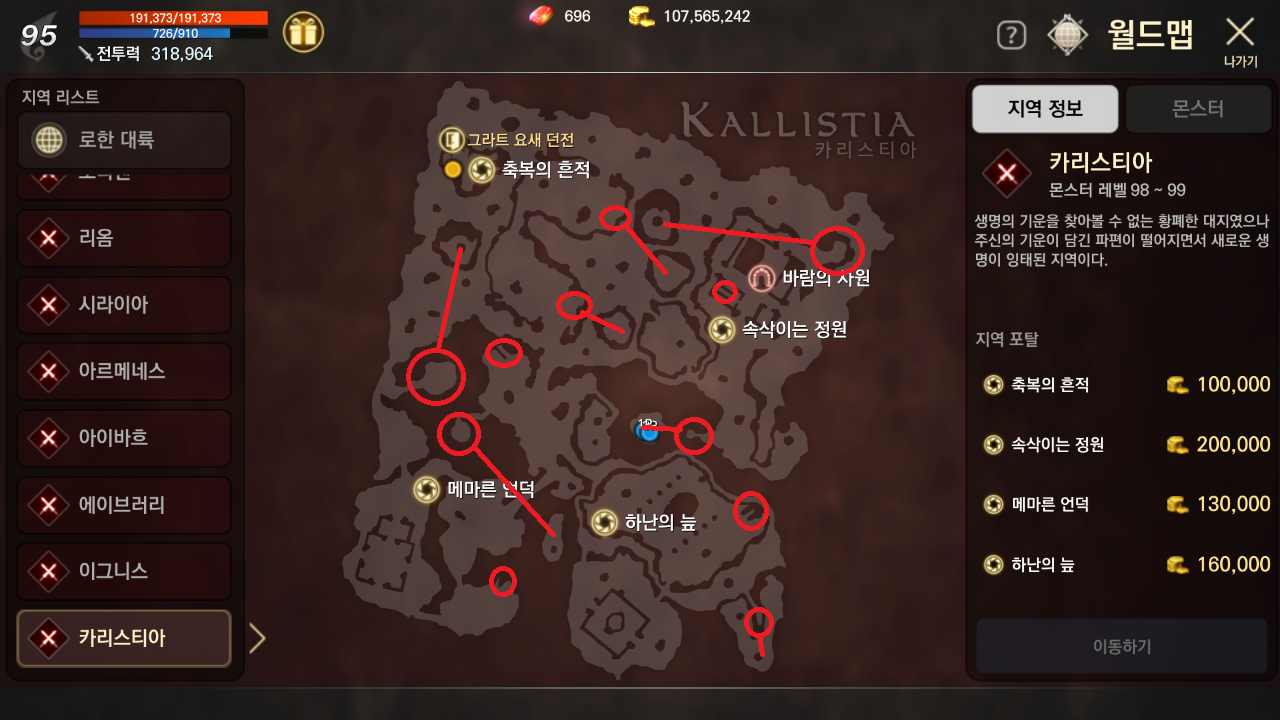 95
191,373/191,373
726/910
전투력 318,964
696
107,565,242
?
월드맵
나가기
지역 리스트
로한 대륙
리옴
시라이아
아르메네스
아이바흐
에이브러리
이그니스
카리스티아
KALLISTIA
카리스티아
그라트 요새 던전
축복의 흔적
바람의 사원
속삭이는 정원
메마른 언덕
하난의 늪
지역 정보
몬스터
카리스티아
몬스터 레벨 98 ~ 99
생명의 기운을 찾아볼 수 없는 황폐한 대지였으나
주신의 기운이 담긴 파편이 떨어지면서 새로운 생
명이 잉태된 지역이다.
지역 포탈
축복의 흔적 100,000
속삭이는 정원 200,000
메마른 언덕 130,000
하난의 늪 160,000
이동하기